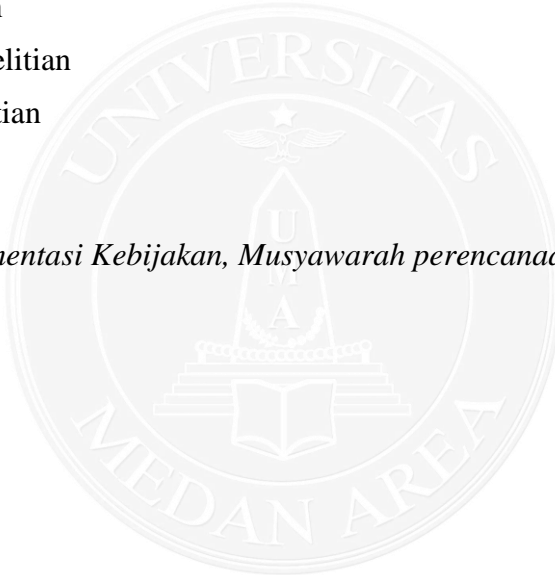 elitian
tian
UNIVERSITAS
U
M
A
mentasi Kebijakan, Musyawarah perencanaa
MEDAN AREA